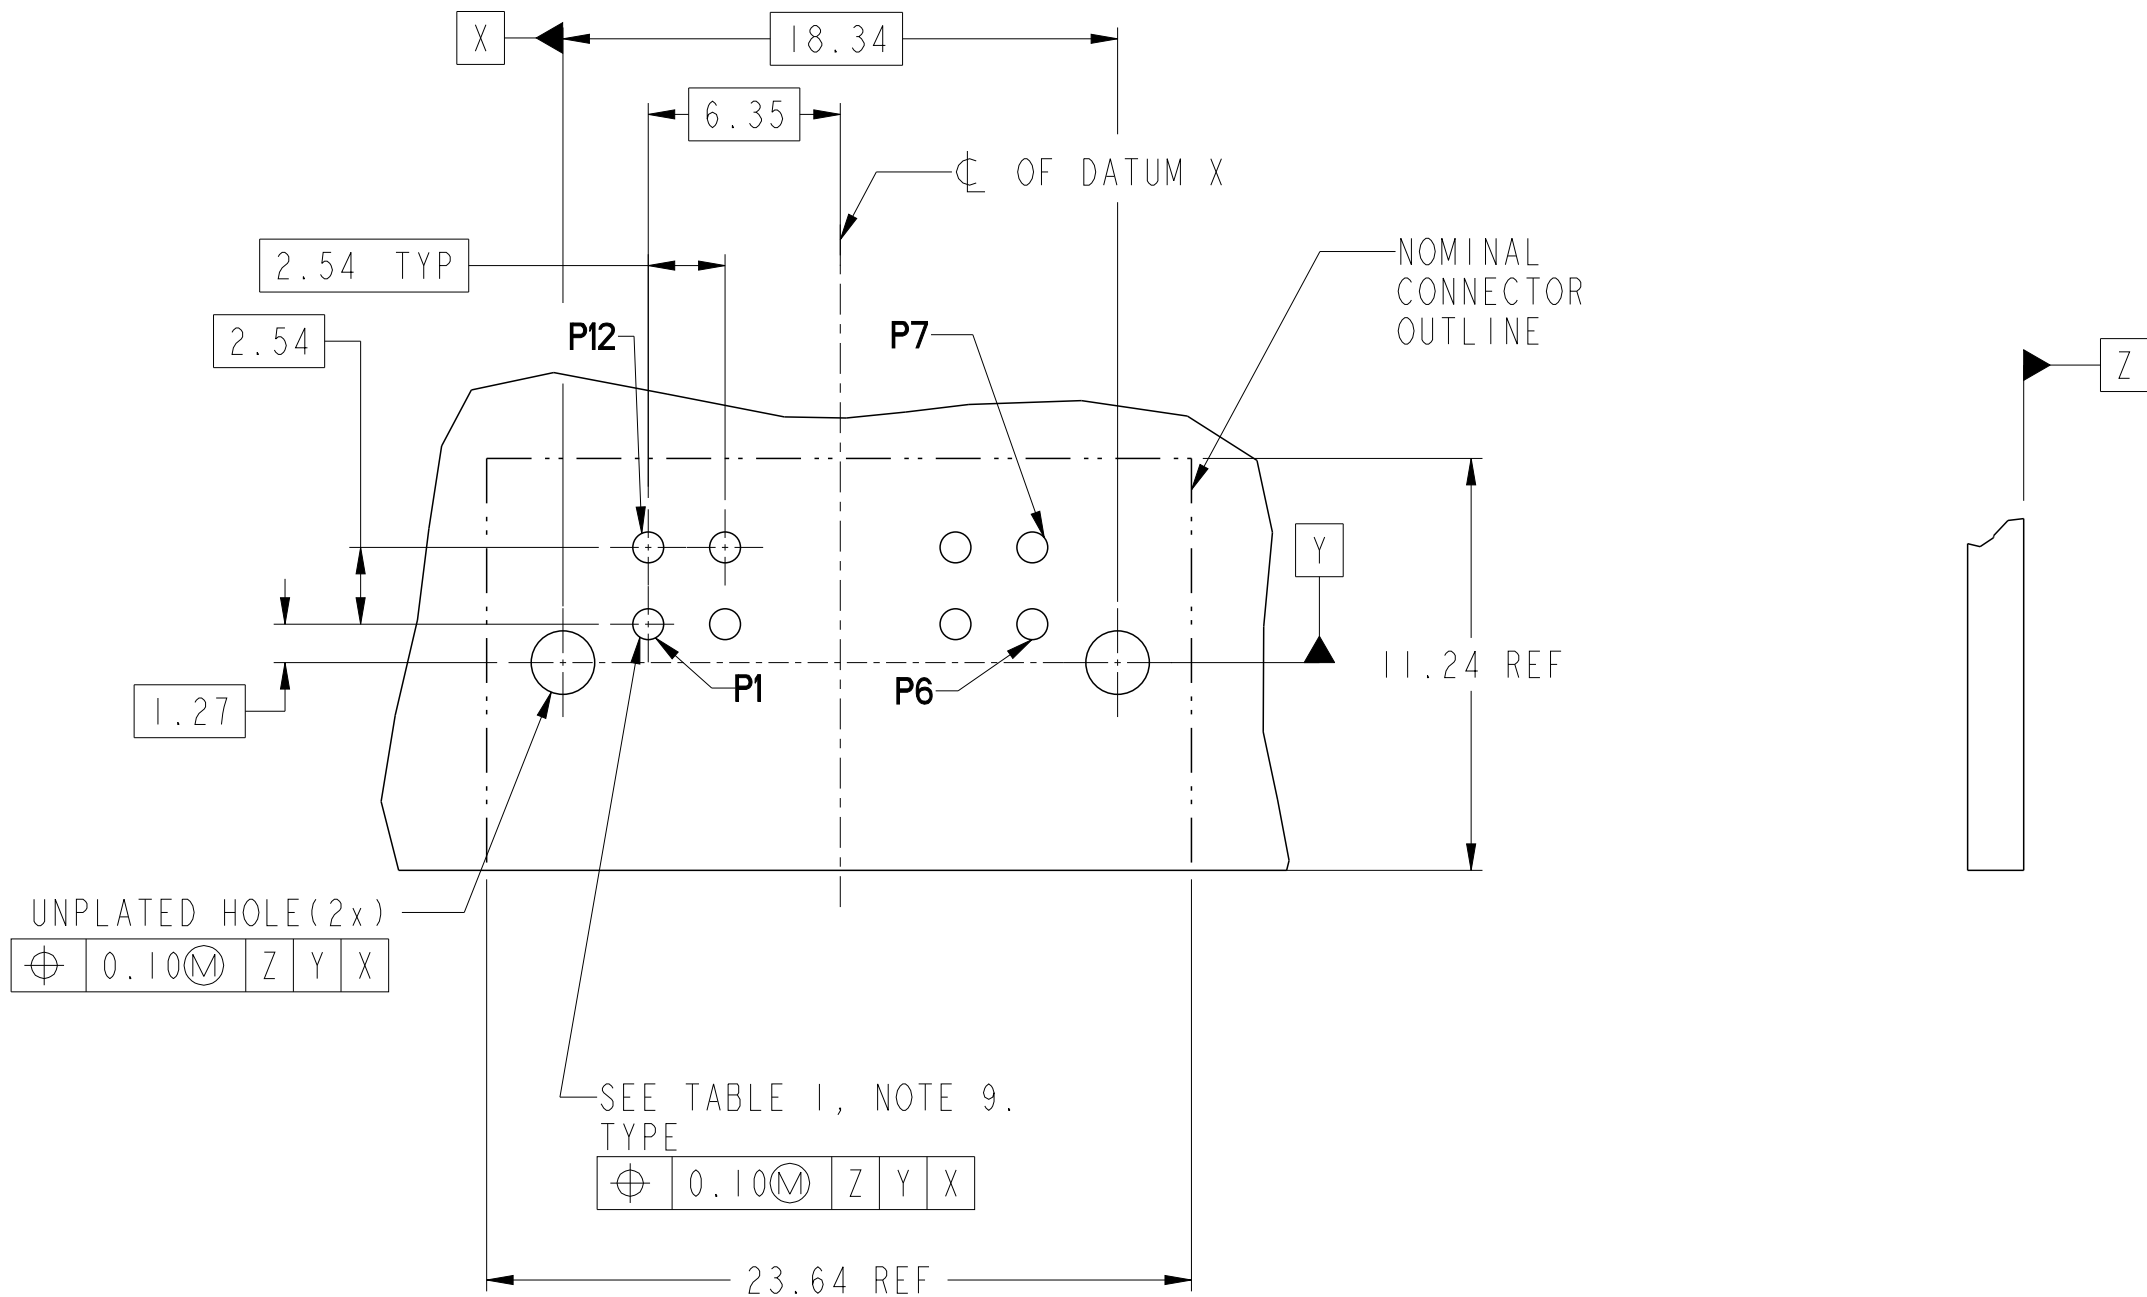 X
18.34
6.35
℄ OF DATUM X
2.54 TYP
NOMINAL
CONNECTOR
OUTLINE
2.54
P12
P7
Z
Y
11.24 REF
1.27
P1
P6
UNPLATED HOLE(2x)
⌖ 0.10Ⓜ Z Y X
SEE TABLE 1, NOTE 9.
TYPE
⌖ 0.10Ⓜ Z Y X
23.64 REF